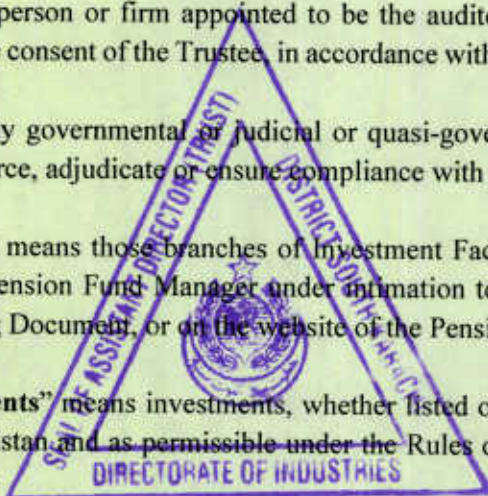 person or firm appointed to be the audite
e consent of the Trustee, in accordance with
y governmental or judicial or quasi-gove
rce, adjudicate or ensure compliance with
means those branches of Investment Fac
ension Fund Manager under intimation to
g Document, or on the website of the Pensi
ents” means investments, whether listed o
istan and as permissible under the Rules o
SEAL OF ASSISTANT DIRECTOR (TRUST)
DISTRICT SOUTH KARACHI
DIRECTORATE OF INDUSTRIES